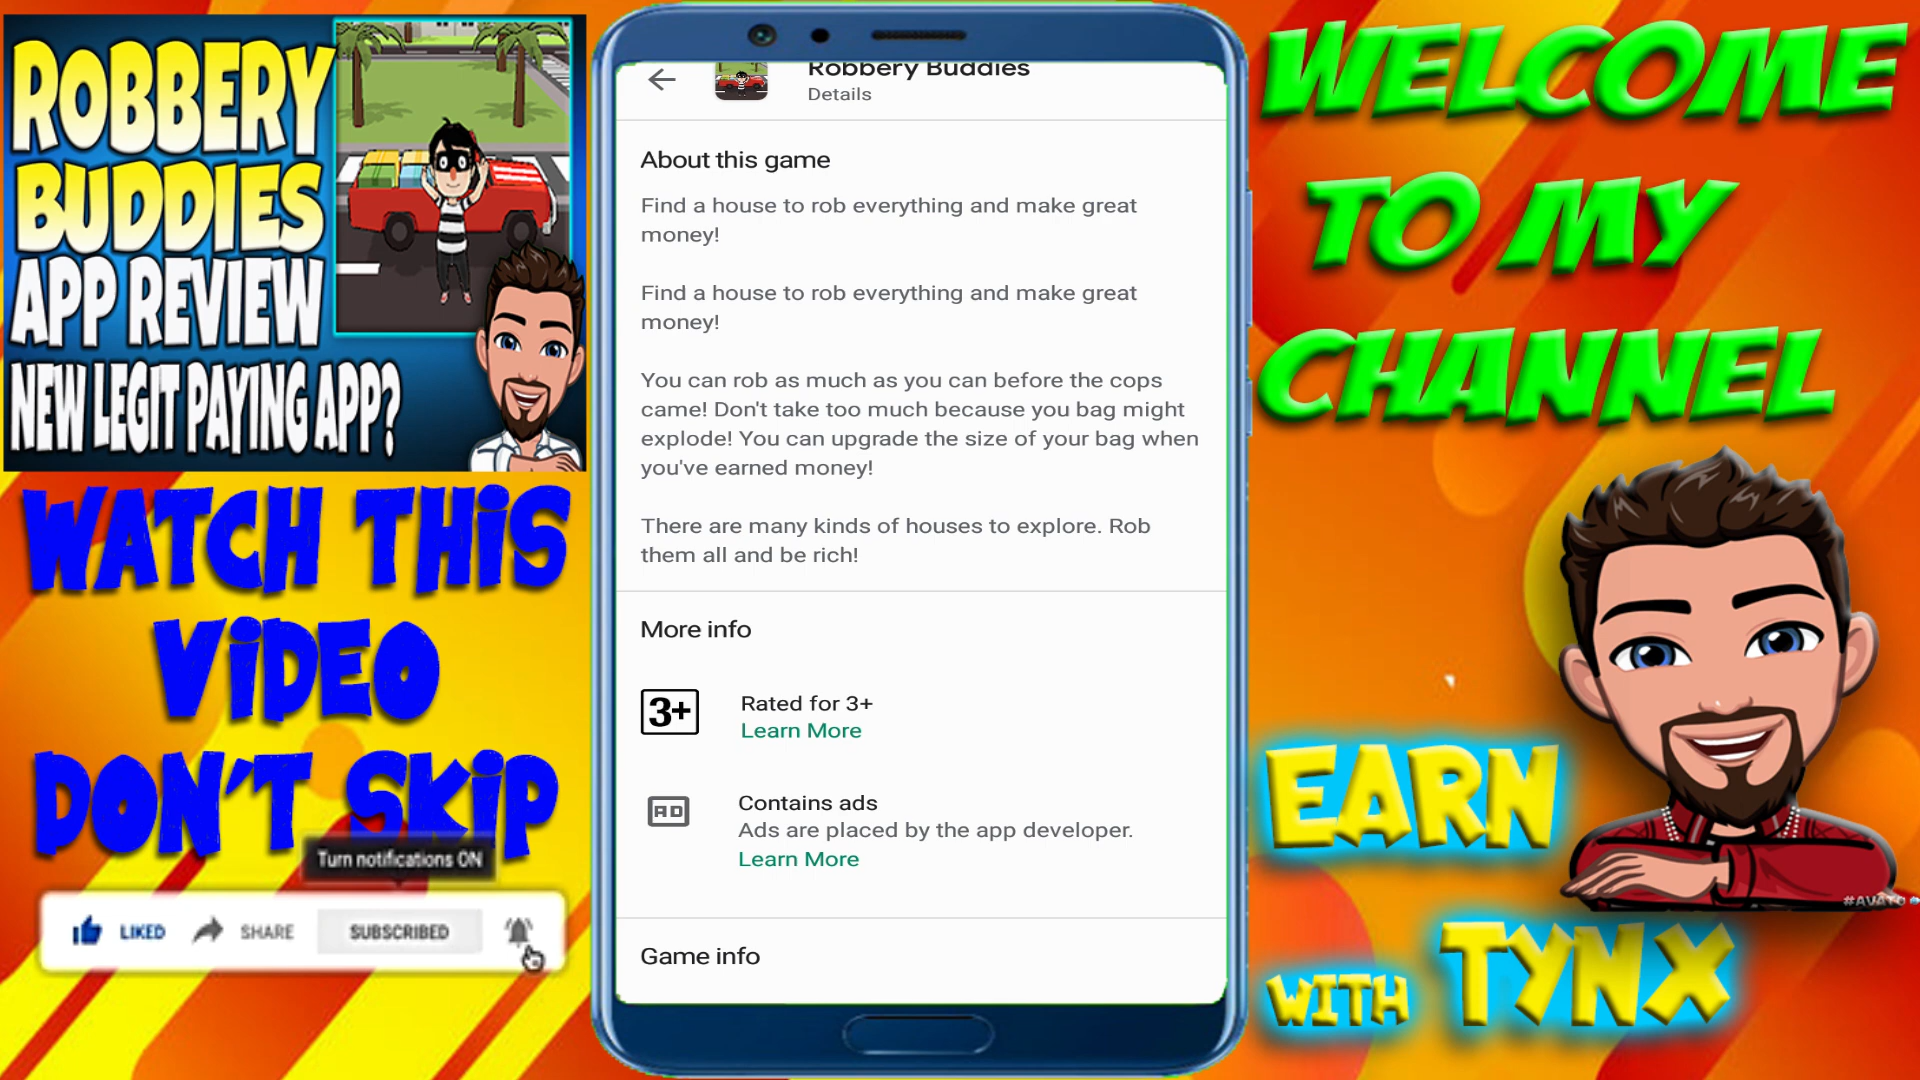 ROBBERY
BUDDIES
APP REVIEW
NEW LEGIT PAYING APP?
WATCH THIS
VIDEO
DON'T SKIP
Turn notifications ON
LIKED
SHARE
SUBSCRIBED
Robbery Buddies
Details
About this game
Find a house to rob everything and make great
money!
Find a house to rob everything and make great
money!
You can rob as much as you can before the cops
came! Don't take too much because you bag might
explode! You can upgrade the size of your bag when
you've earned money!
There are many kinds of houses to explore. Rob
them all and be rich!
More info
3+
Rated for 3+
Learn More
AD
Contains ads
Ads are placed by the app developer.
Learn More
Game info
WELCOME
TO MY
CHANNEL
EARN
WITH TYNX